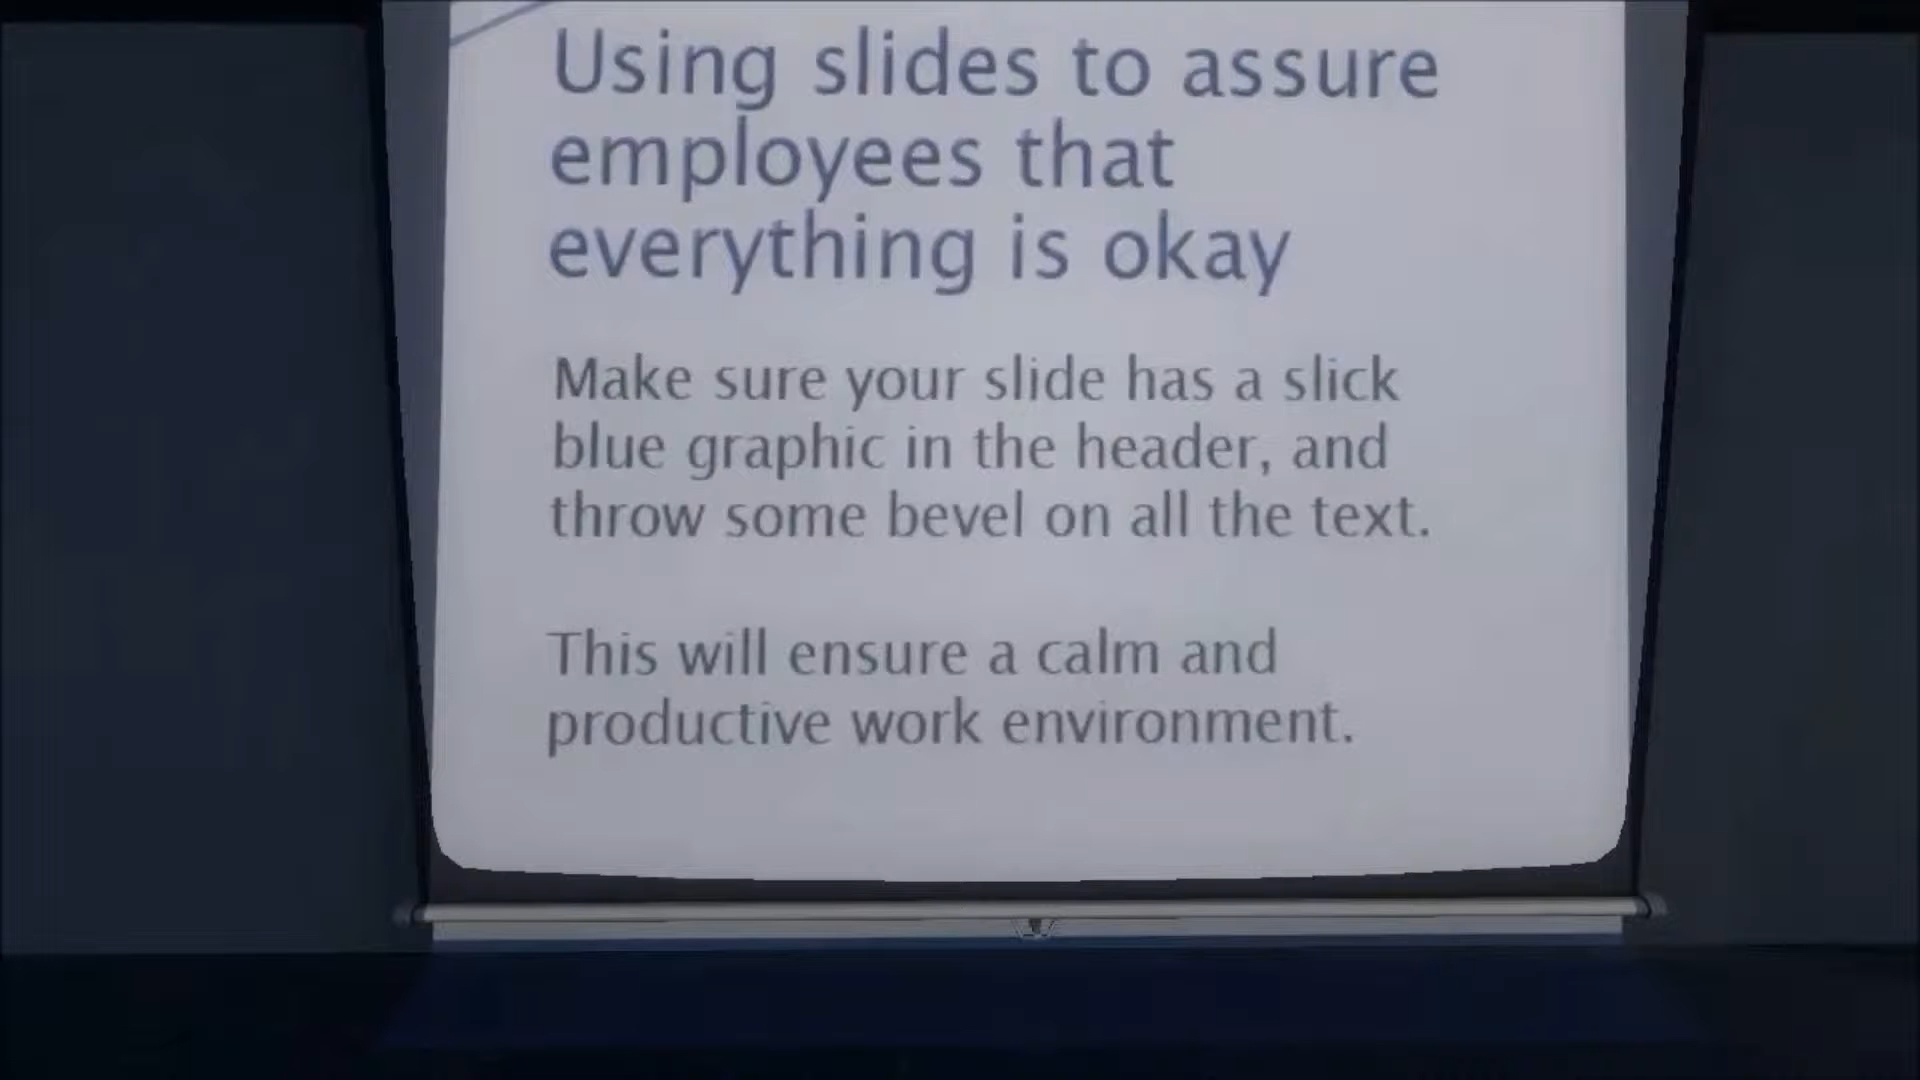 Using slides to assure
employees that
everything is okay
Make sure your slide has a slick
blue graphic in the header, and
throw some bevel on all the text.
This will ensure a calm and
productive work environment.